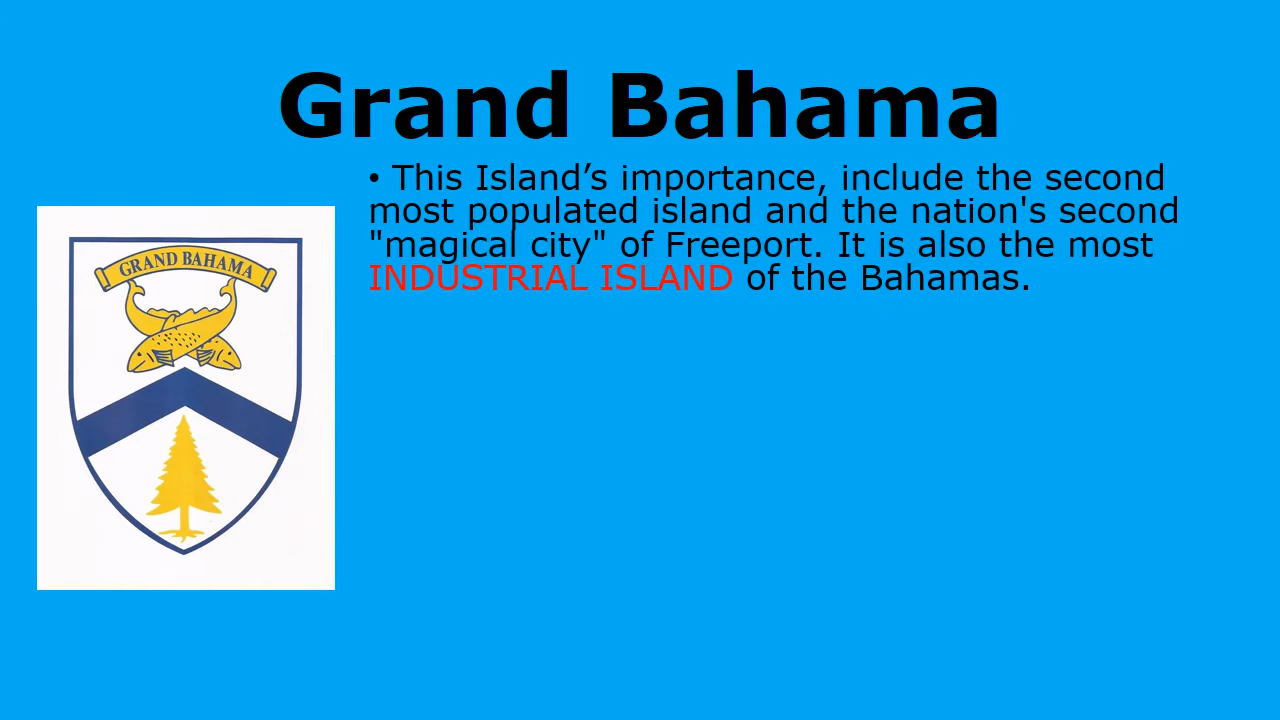 Grand Bahama
• This Island’s importance, include the second
most populated island and the nation's second
"magical city" of Freeport. It is also the most
INDUSTRIAL ISLAND of the Bahamas.
GRAND BAHAMA